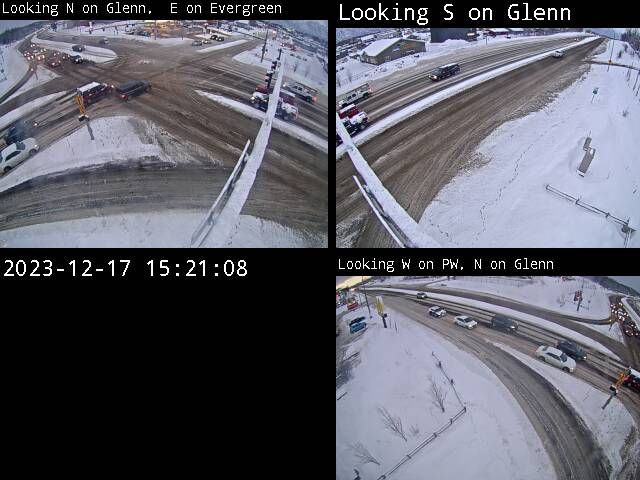 Looking N on Glenn,  E on Evergreen
Looking S on Glenn
2023-12-17 15:21:08
Looking W on PW, N on Glenn